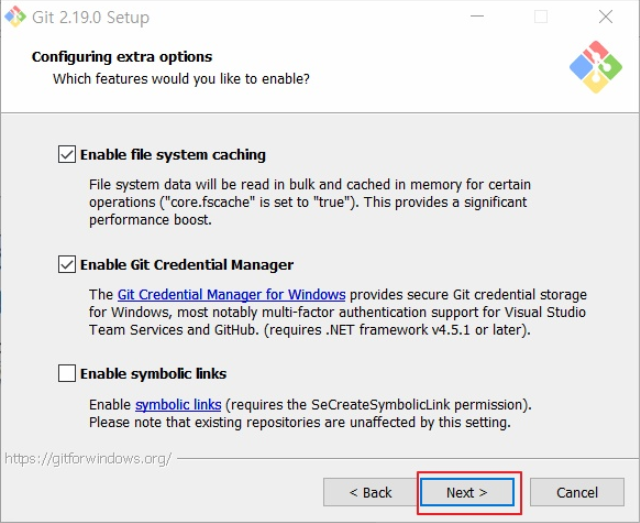 Git 2.19.0 Setup
Configuring extra options
Which features would you like to enable?
Enable file system caching
File system data will be read in bulk and cached in memory for certain
operations ("core.fscache" is set to "true"). This provides a significant
performance boost.
Enable Git Credential Manager
The Git Credential Manager for Windows provides secure Git credential storage
for Windows, most notably multi-factor authentication support for Visual Studio
Team Services and GitHub. (requires .NET framework v4.5.1 or later).
Enable symbolic links
Enable symbolic links (requires the SeCreateSymbolicLink permission).
Please note that existing repositories are unaffected by this setting.
https://gitforwindows.org/
< Back Next > Cancel